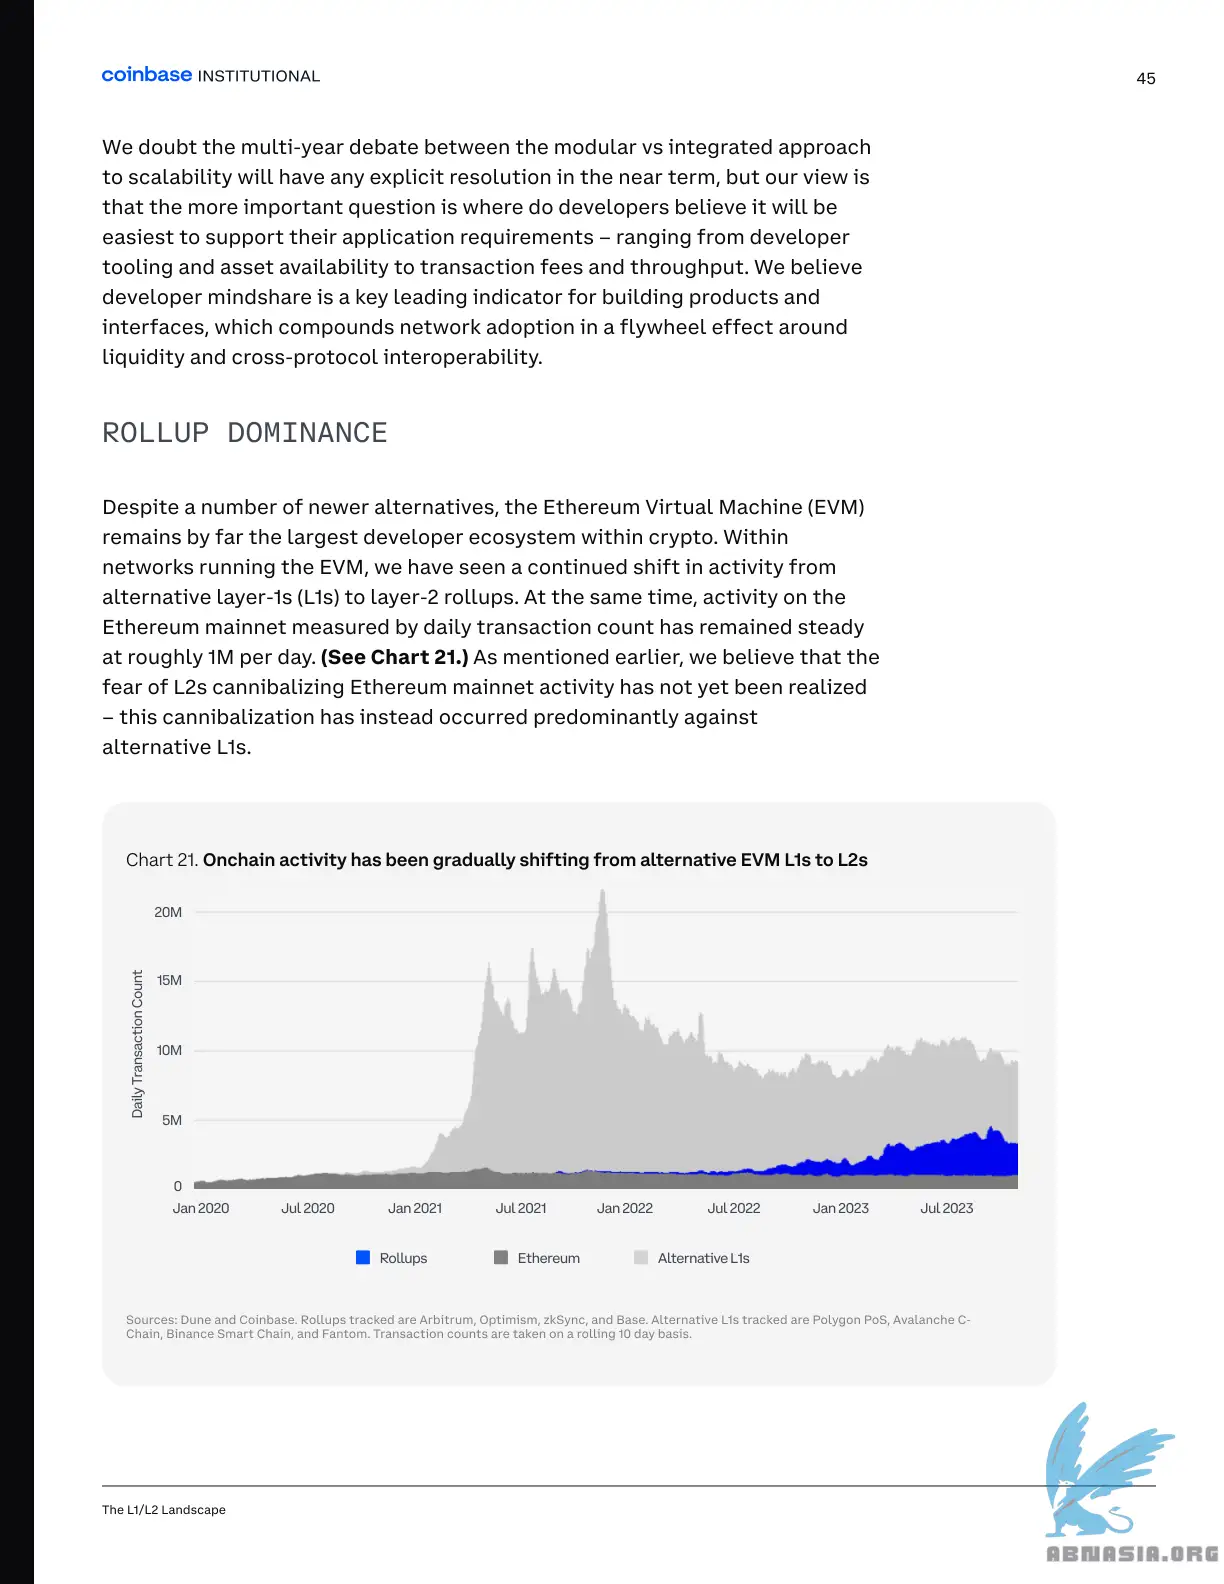 coinbase INSTITUTIONAL
45
We doubt the multi-year debate between the modular vs integrated approach
to scalability will have any explicit resolution in the near term, but our view is
that the more important question is where do developers believe it will be
easiest to support their application requirements – ranging from developer
tooling and asset availability to transaction fees and throughput. We believe
developer mindshare is a key leading indicator for building products and
interfaces, which compounds network adoption in a flywheel effect around
liquidity and cross-protocol interoperability.
ROLLUP DOMINANCE
Despite a number of newer alternatives, the Ethereum Virtual Machine (EVM)
remains by far the largest developer ecosystem within crypto. Within
networks running the EVM, we have seen a continued shift in activity from
alternative layer-1s (L1s) to layer-2 rollups. At the same time, activity on the
Ethereum mainnet measured by daily transaction count has remained steady
at roughly 1M per day. (See Chart 21.) As mentioned earlier, we believe that the
fear of L2s cannibalizing Ethereum mainnet activity has not yet been realized
– this cannibalization has instead occurred predominantly against
alternative L1s.
Chart 21. Onchain activity has been gradually shifting from alternative EVM L1s to L2s
Daily Transaction Count
20M
15M
10M
5M
0
Jan 2020 Jul 2020 Jan 2021 Jul 2021 Jan 2022 Jul 2022 Jan 2023 Jul 2023
Rollups Ethereum Alternative L1s
Sources: Dune and Coinbase. Rollups tracked are Arbitrum, Optimism, zkSync, and Base. Alternative L1s tracked are Polygon PoS, Avalanche C-
Chain, Binance Smart Chain, and Fantom. Transaction counts are taken on a rolling 10 day basis.
The L1/L2 Landscape
ABNASIA.ORG